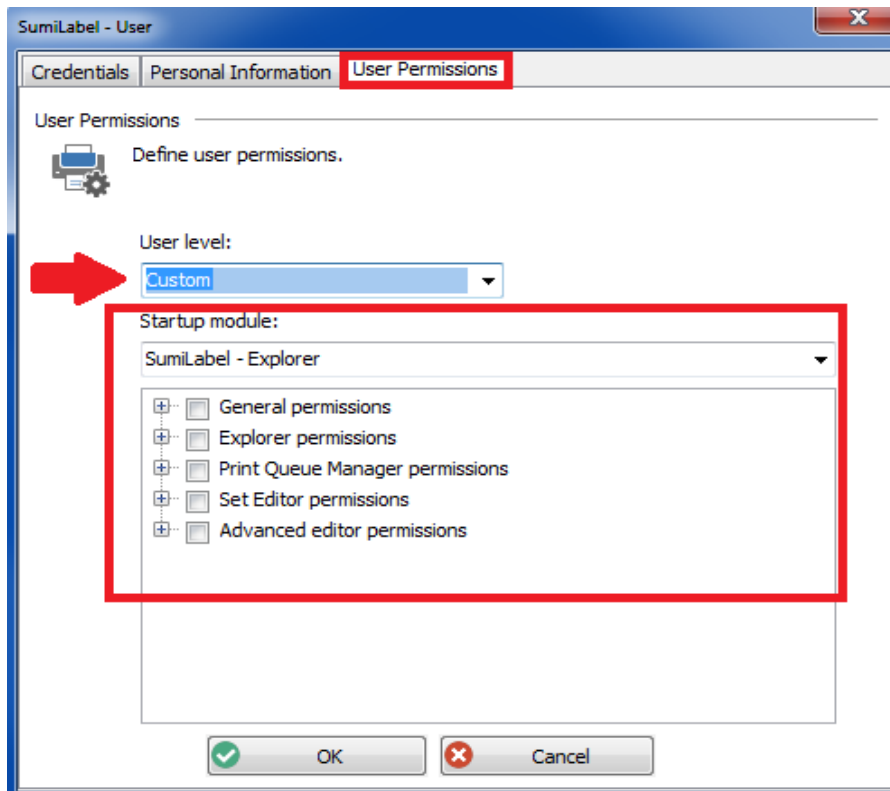 SumiLabel - User
Credentials Personal Information User Permissions
User Permissions
Define user permissions.
User level:
Custom
Startup module:
SumiLabel - Explorer
General permissions
Explorer permissions
Print Queue Manager permissions
Set Editor permissions
Advanced editor permissions
OK Cancel